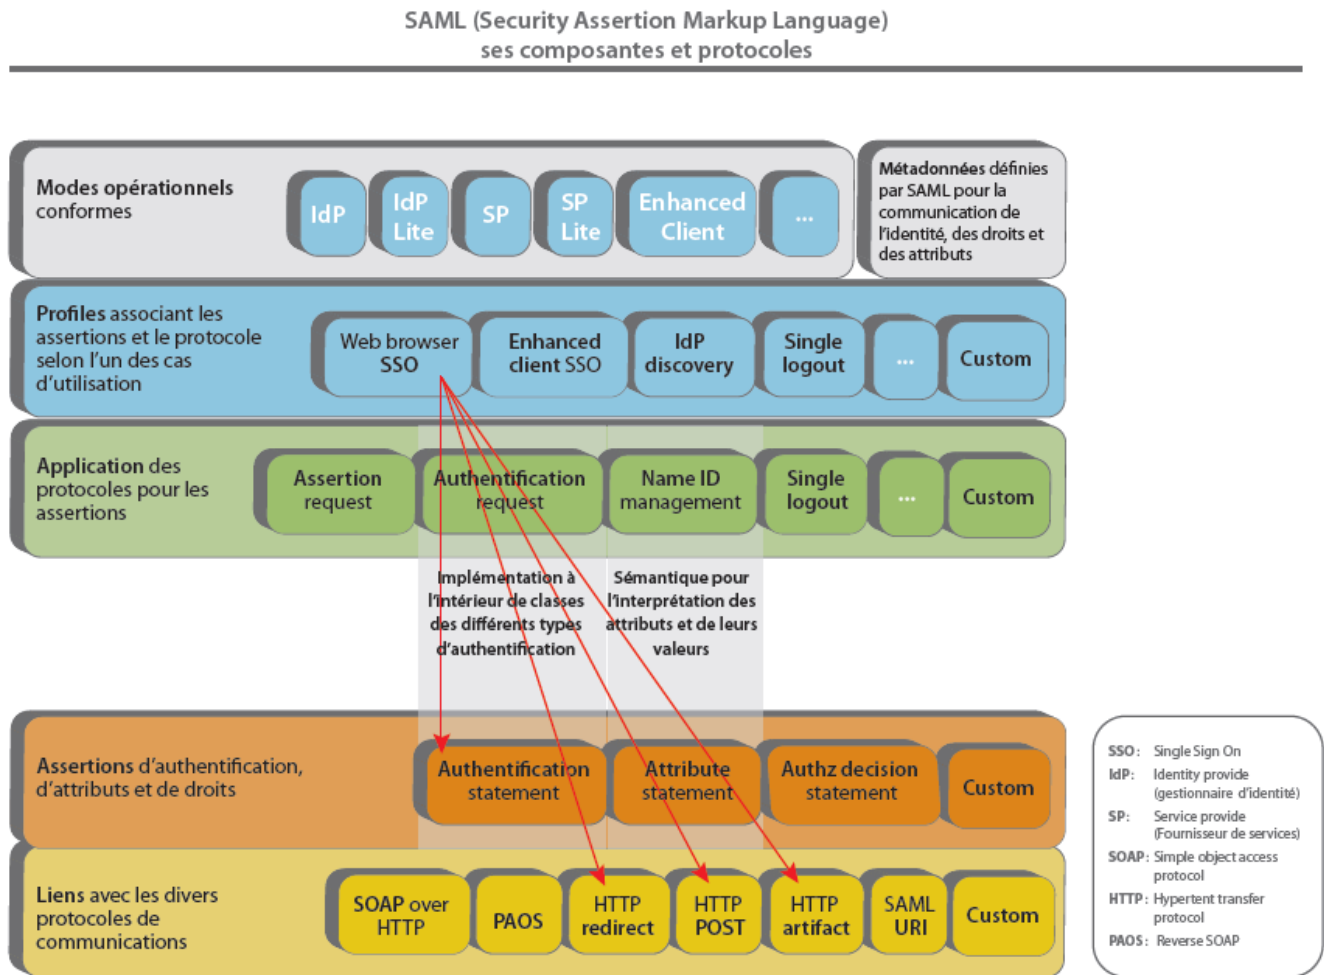 SAML (Security Assertion Markup Language)
ses composantes et protocoles
Modes opérationnels
conformes
IdP
IdP
Lite
SP
SP
Lite
Enhanced
Client
...
Métadonnées définies
par SAML pour la
communication de
l'identité, des droits et
des attributs
Profiles associant les
assertions et le protocole
selon l'un des cas
d'utilisation
Web browser
SSO
Enhanced
client SSO
IdP
discovery
Single
logout
...
Custom
Application des
protocoles pour les
assertions
Assertion
request
Authentification
request
Name ID
management
Single
logout
...
Custom
Implémentation à
l'intérieur de classes
des différents types
d'authentification
Sémantique pour
l'interprétation des
attributs et de leurs
valeurs
Assertions d'authentification,
d'attributs et de droits
Authentification
statement
Attribute
statement
Authz decision
statement
Custom
Liens avec les divers
protocoles de
communications
SOAP over
HTTP
PAOS
HTTP
redirect
HTTP
POST
HTTP
artifact
SAML
URI
Custom
SSO: Single Sign On
IdP: Identity provide
(gestionnaire d'identité)
SP: Service provide
(Fournisseur de services)
SOAP: Simple object access
protocol
HTTP: Hypertent transfer
protocol
PAOS: Reverse SOAP